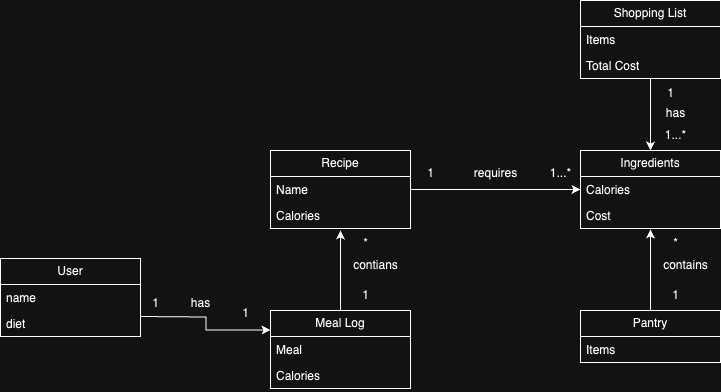 Shopping List
Items
Total Cost
1
has
1...*
Recipe
Name
Calories
1 requires 1...*
Ingredients
Calories
Cost
*
contians
1
*
contains
1
User
name
diet
1 has 1
Meal Log
Meal
Calories
Pantry
Items